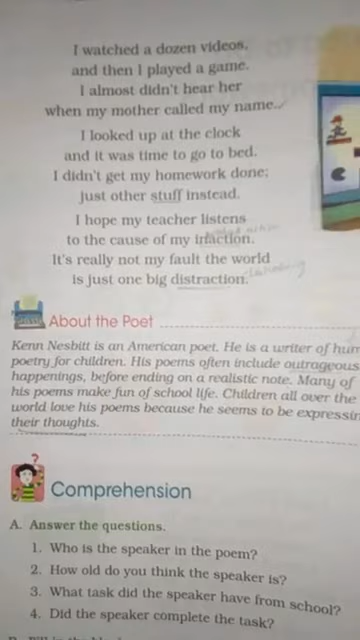 I watched a dozen videos,
and then I played a game.
I almost didn't hear her
when my mother called my name.
I looked up at the clock
and it was time to go to bed.
I didn't get my homework done;
just other stuff instead.
I hope my teacher listens
to the cause of my infaction.
It's really not my fault the world
is just one big distraction.
About the Poet
Kenn Nesbitt is an American poet. He is a writer of hum
poetry for children. His poems often include outrageous
happenings, before ending on a realistic note. Many of
his poems make fun of school life. Children all over the
world love his poems because he seems to be expressin
their thoughts.
Comprehension
A. Answer the questions.
1. Who is the speaker in the poem?
2. How old do you think the speaker is?
3. What task did the speaker have from school?
4. Did the speaker complete the task?